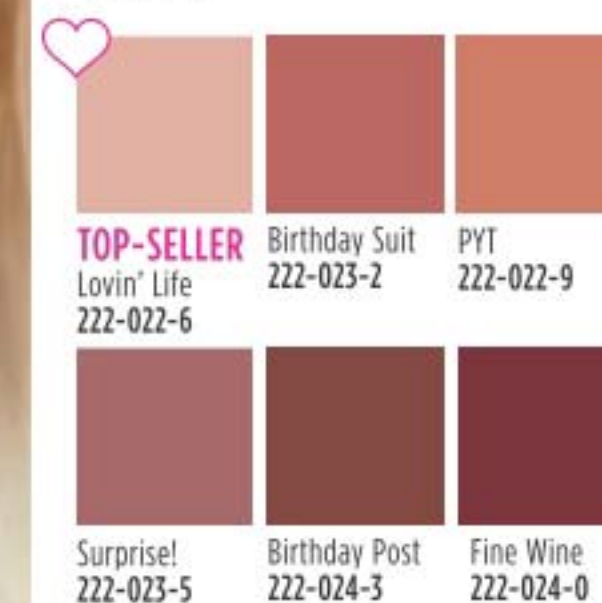 TOP-SELLER
Lovin' Life
222-022-6
Birthday Suit
222-023-2
PYT
222-022-9
Surprise!
222-023-5
Birthday Post
222-024-3
Fine Wine
222-024-0